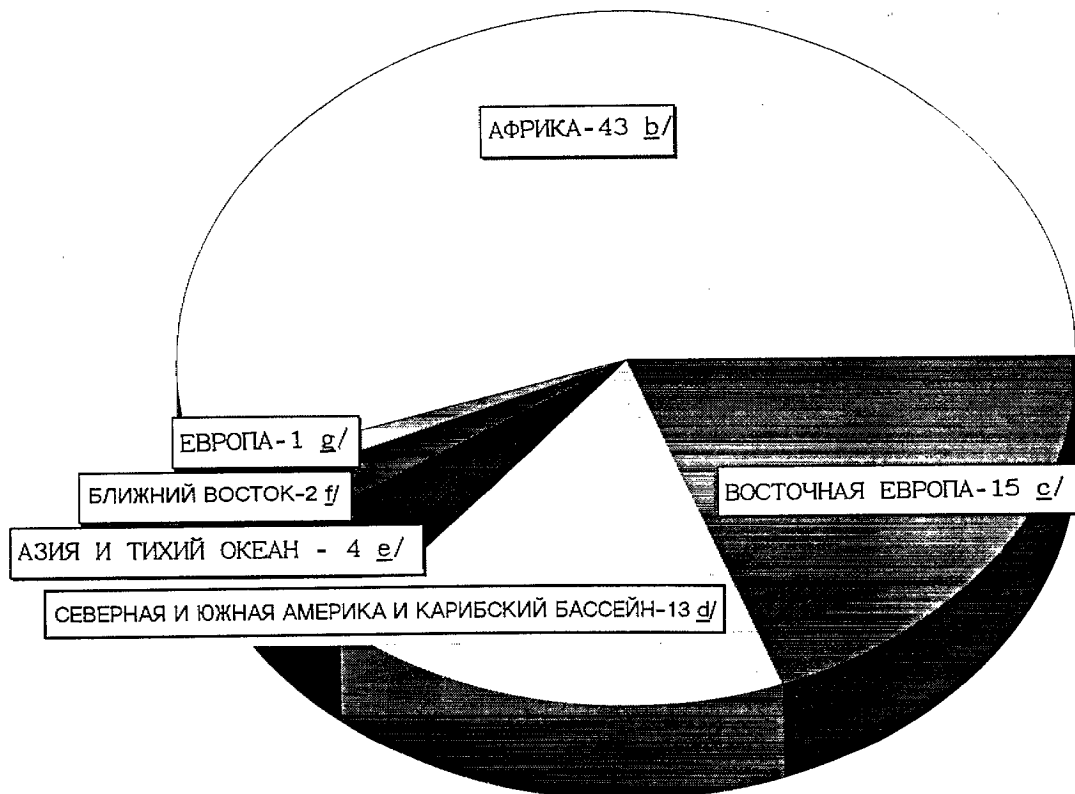 АФРИКА-43 b/
ЕВРОПА-1 g/
БЛИЖНИЙ ВОСТОК-2 f/
ВОСТОЧНАЯ ЕВРОПА-15 c/
АЗИЯ И ТИХИЙ ОКЕАН - 4 e/
СЕВЕРНАЯ И ЮЖНАЯ АМЕРИКА И КАРИБСКИЙ БАССЕЙН-13 d/